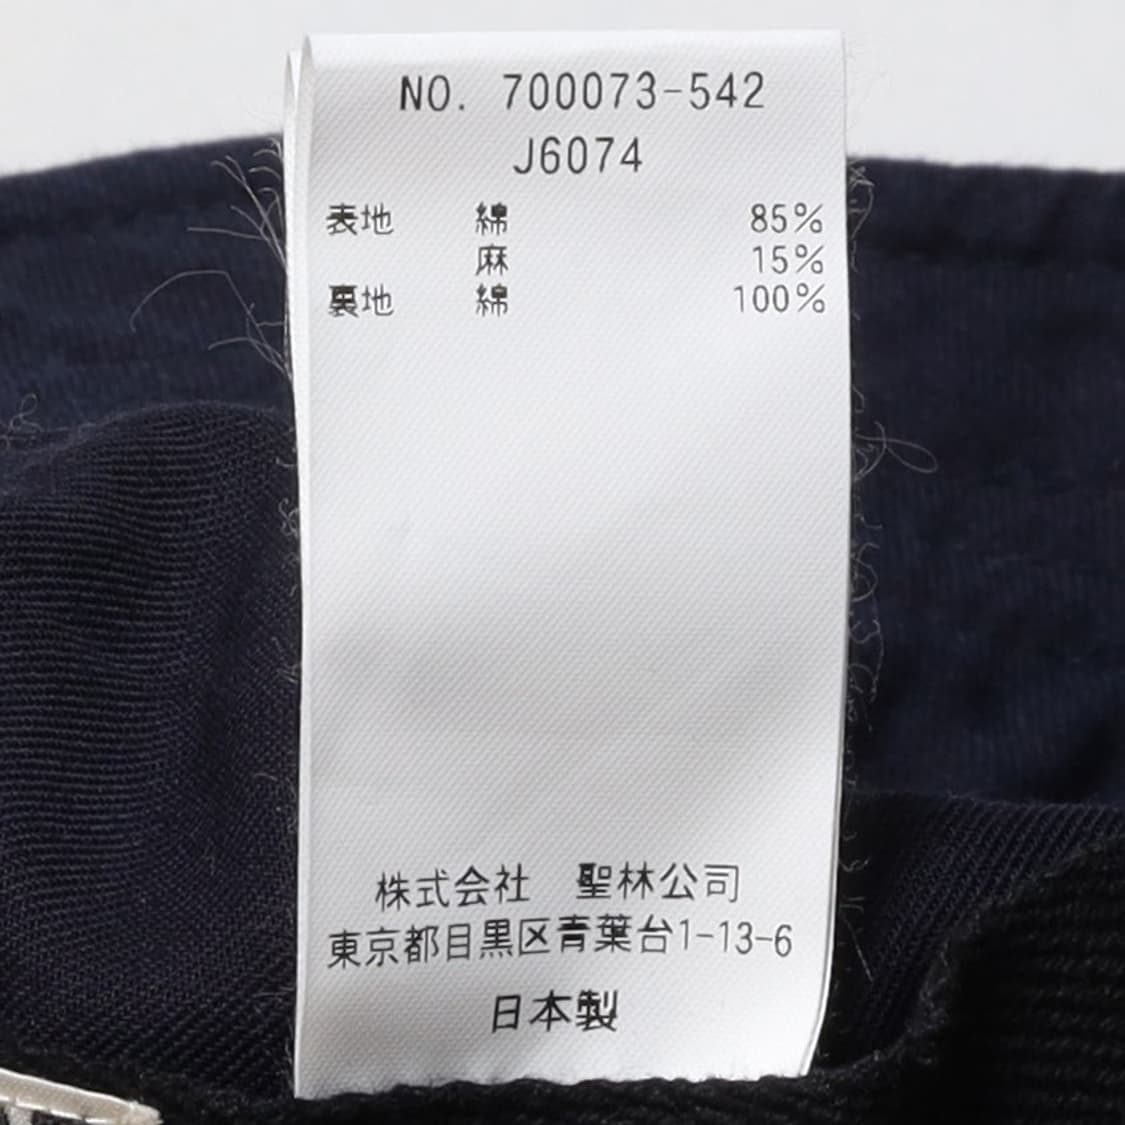 NO. 700073-542
J6074
表地 綿 85%
麻 15%
裏地 綿 100%
株式会社 聖林公司
東京都目黒区青葉台1-13-6
日本製